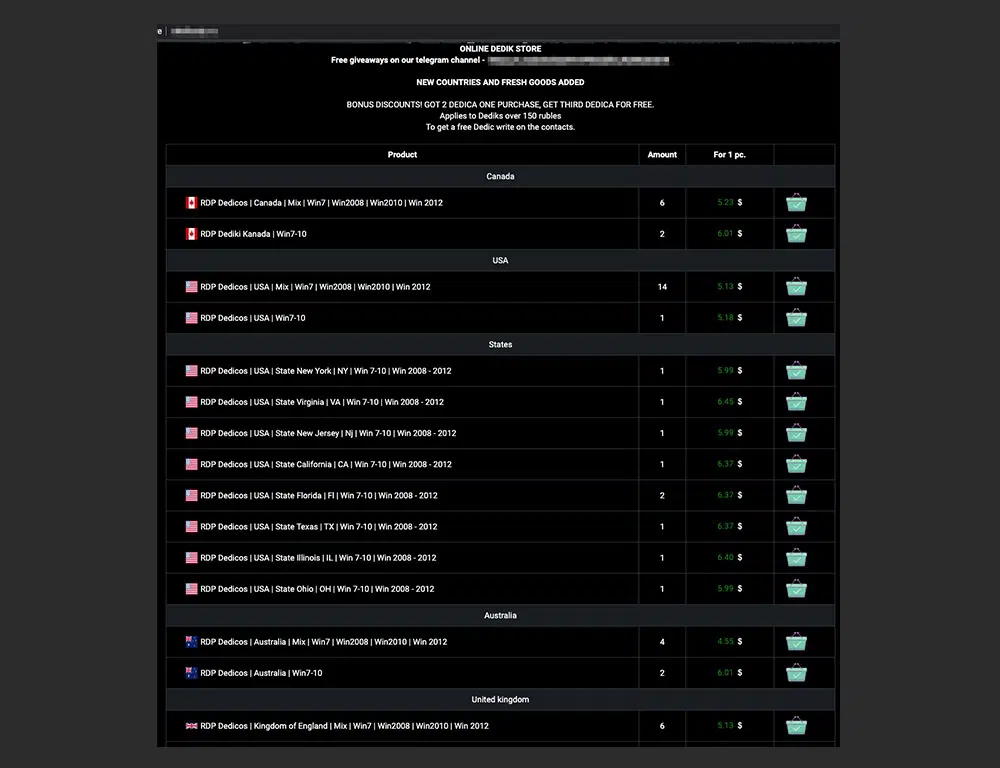 e
ONLINE DEDIK STORE
Free giveaways on our telegram channel -
NEW COUNTRIES AND FRESH GOODS ADDED
BONUS DISCOUNTS! GOT 2 DEDICA ONE PURCHASE, GET THIRD DEDICA FOR FREE.
Applies to Dediks over 150 rubles
To get a free Dedic write on the contacts.
Product Amount For 1 pc.
Canada
RDP Dedicos | Canada | Mix | Win7 | Win2008 | Win2010 | Win 2012 6 5.23 $
RDP Dediki Kanada | Win7-10 2 6.01 $
USA
RDP Dedicos | USA | Mix | Win7 | Win2008 | Win2010 | Win 2012 14 5.13 $
RDP Dedicos | USA | Win7-10 1 5.18 $
States
RDP Dedicos | USA | State New York | NY | Win 7-10 | Win 2008 - 2012 1 5.99 $
RDP Dedicos | USA | State Virginia | VA | Win 7-10 | Win 2008 - 2012 1 6.45 $
RDP Dedicos | USA | State New Jersey | Nj | Win 7-10 | Win 2008 - 2012 1 5.99 $
RDP Dedicos | USA | State California | CA | Win 7-10 | Win 2008 - 2012 1 6.37 $
RDP Dedicos | USA | State Florida | Fl | Win 7-10 | Win 2008 - 2012 2 6.37 $
RDP Dedicos | USA | State Texas | TX | Win 7-10 | Win 2008 - 2012 1 6.37 $
RDP Dedicos | USA | State Illinois | IL | Win 7-10 | Win 2008 - 2012 1 6.40 $
RDP Dedicos | USA | State Ohio | OH | Win 7-10 | Win 2008 - 2012 1 5.99 $
Australia
RDP Dedicos | Australia | Mix | Win7 | Win2008 | Win2010 | Win 2012 4 4.55 $
RDP Dedicos | Australia | Win7-10 2 6.01 $
United kingdom
RDP Dedicos | Kingdom of England | Mix | Win7 | Win2008 | Win2010 | Win 2012 6 5.13 $